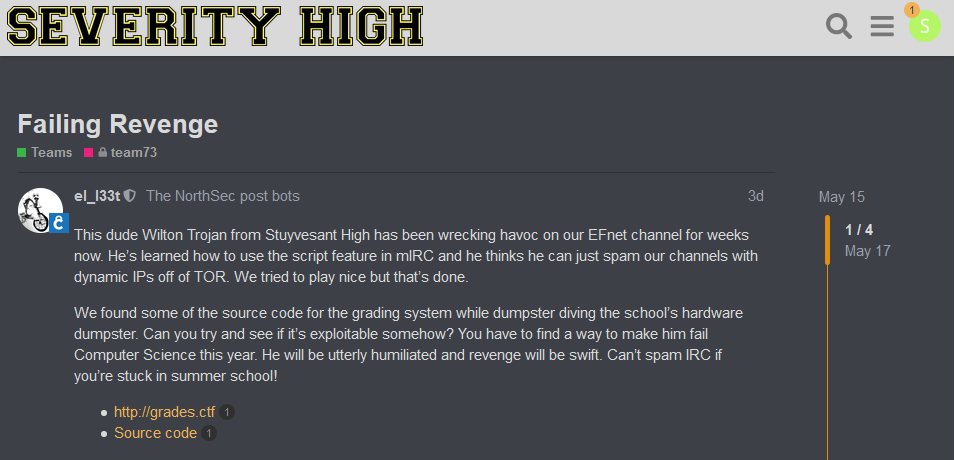 SEVERITY HIGH
1
S
Failing Revenge
Teams team73
el_l33t The NorthSec post bots 3d
This dude Wilton Trojan from Stuyvesant High has been wrecking havoc on our EFnet channel for weeks
now. He's learned how to use the script feature in mIRC and he thinks he can just spam our channels with
dynamic IPs off of TOR. We tried to play nice but that's done.
We found some of the source code for the grading system while dumpster diving the school's hardware
dumpster. Can you try and see if it's exploitable somehow? You have to find a way to make him fail
Computer Science this year. He will be utterly humiliated and revenge will be swift. Can't spam IRC if
you're stuck in summer school!
http://grades.ctf 1
Source code 1
May 15
1 / 4
May 17